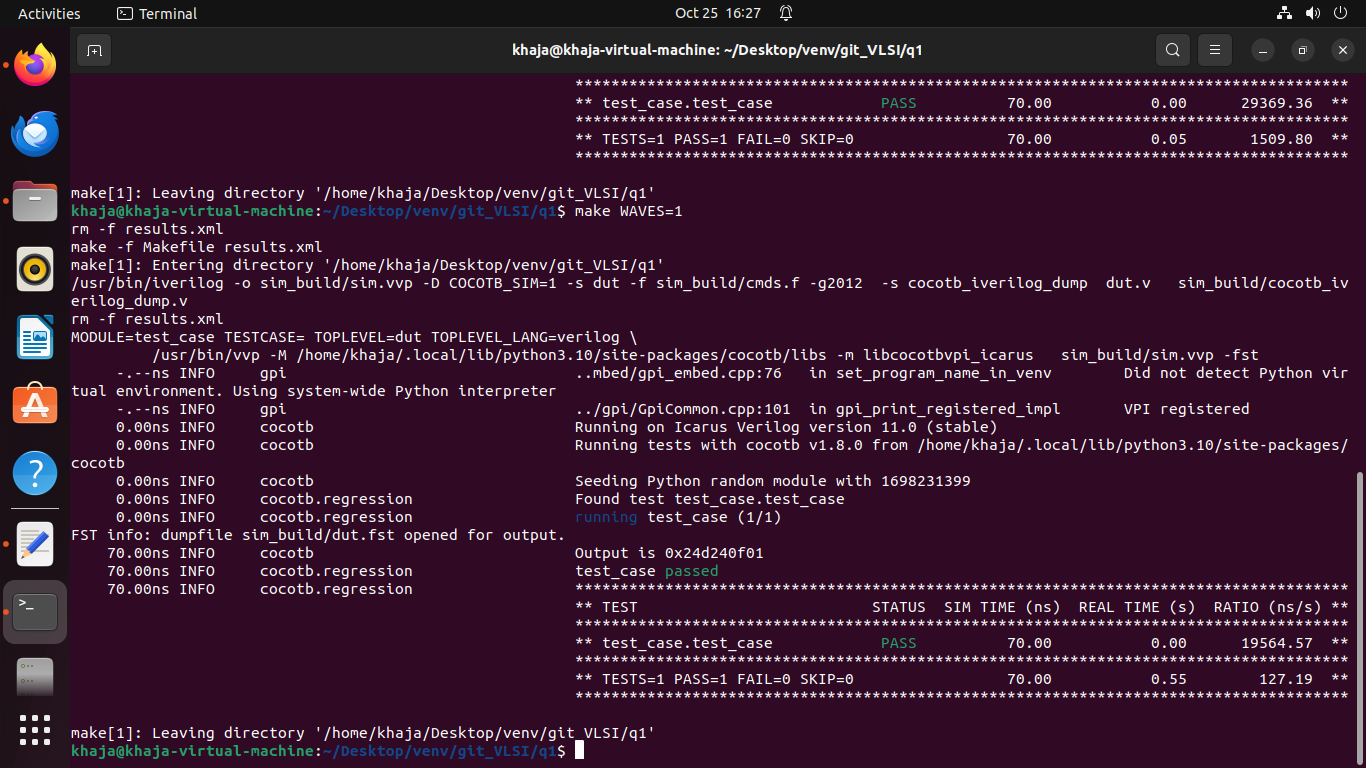 Activities Terminal Oct 25 16:27
khaja@khaja-virtual-machine: ~/Desktop/venv/git_VLSI/q1
**************************************************************************************
** test_case.test_case PASS 70.00 0.00 29369.36 **
**************************************************************************************
** TESTS=1 PASS=1 FAIL=0 SKIP=0 70.00 0.05 1509.80 **
**************************************************************************************
make[1]: Leaving directory '/home/khaja/Desktop/venv/git_VLSI/q1'
khaja@khaja-virtual-machine:~/Desktop/venv/git_VLSI/q1$ make WAVES=1
rm -f results.xml
make -f Makefile results.xml
make[1]: Entering directory '/home/khaja/Desktop/venv/git_VLSI/q1'
/usr/bin/iverilog -o sim_build/sim.vvp -D COCOTB_SIM=1 -s dut -f sim_build/cmds.f -g2012  -s cocotb_iverilog_dump  dut.v   sim_build/cocotb_iv
erilog_dump.v
rm -f results.xml
MODULE=test_case TESTCASE= TOPLEVEL=dut TOPLEVEL_LANG=verilog \
/usr/bin/vvp -M /home/khaja/.local/lib/python3.10/site-packages/cocotb/libs -m libcocotbvpi_icarus   sim_build/sim.vvp -fst
-.--ns INFO gpi ..mbed/gpi_embed.cpp:76 in set_program_name_in_venv Did not detect Python vir
tual environment. Using system-wide Python interpreter
-.--ns INFO gpi ../gpi/GpiCommon.cpp:101 in gpi_print_registered_impl VPI registered
0.00ns INFO cocotb Running on Icarus Verilog version 11.0 (stable)
0.00ns INFO cocotb Running tests with cocotb v1.8.0 from /home/khaja/.local/lib/python3.10/site-packages/
cocotb
0.00ns INFO cocotb Seeding Python random module with 1698231399
0.00ns INFO cocotb.regression Found test test_case.test_case
0.00ns INFO cocotb.regression running test_case (1/1)
FST info: dumpfile sim_build/dut.fst opened for output.
70.00ns INFO cocotb Output is 0x24d240f01
70.00ns INFO cocotb.regression test_case passed
70.00ns INFO cocotb.regression **************************************************************************************
** TEST STATUS SIM TIME (ns) REAL TIME (s) RATIO (ns/s) **
**************************************************************************************
** test_case.test_case PASS 70.00 0.00 19564.57 **
**************************************************************************************
** TESTS=1 PASS=1 FAIL=0 SKIP=0 70.00 0.55 127.19 **
**************************************************************************************
make[1]: Leaving directory '/home/khaja/Desktop/venv/git_VLSI/q1'
khaja@khaja-virtual-machine:~/Desktop/venv/git_VLSI/q1$